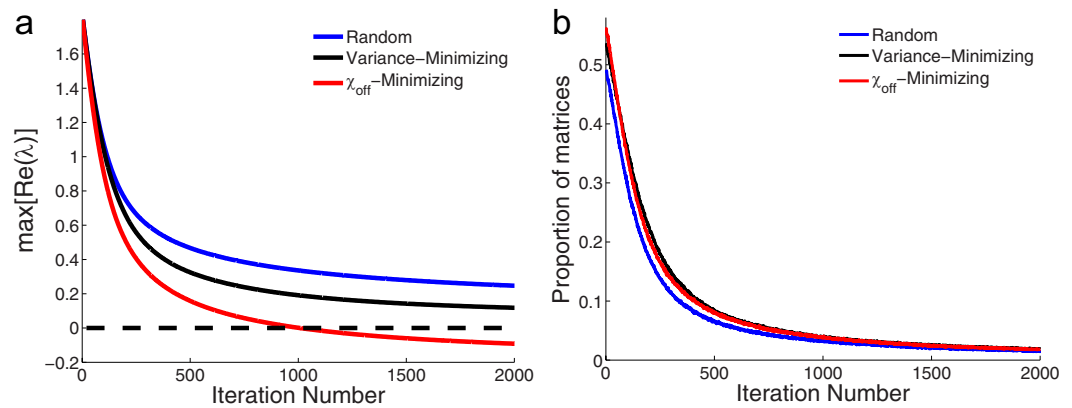 a
Random
Variance-Minimizing
χoff-Minimizing
max[Re(λ)]
1.6
1.4
1.2
1
0.8
0.6
0.4
0.2
0
-0.2
0
500
1000
1500
2000
Iteration Number
b
Random
Variance-Minimizing
χoff-Minimizing
Proportion of matrices
0.5
0.4
0.3
0.2
0.1
0
0
500
1000
1500
2000
Iteration Number